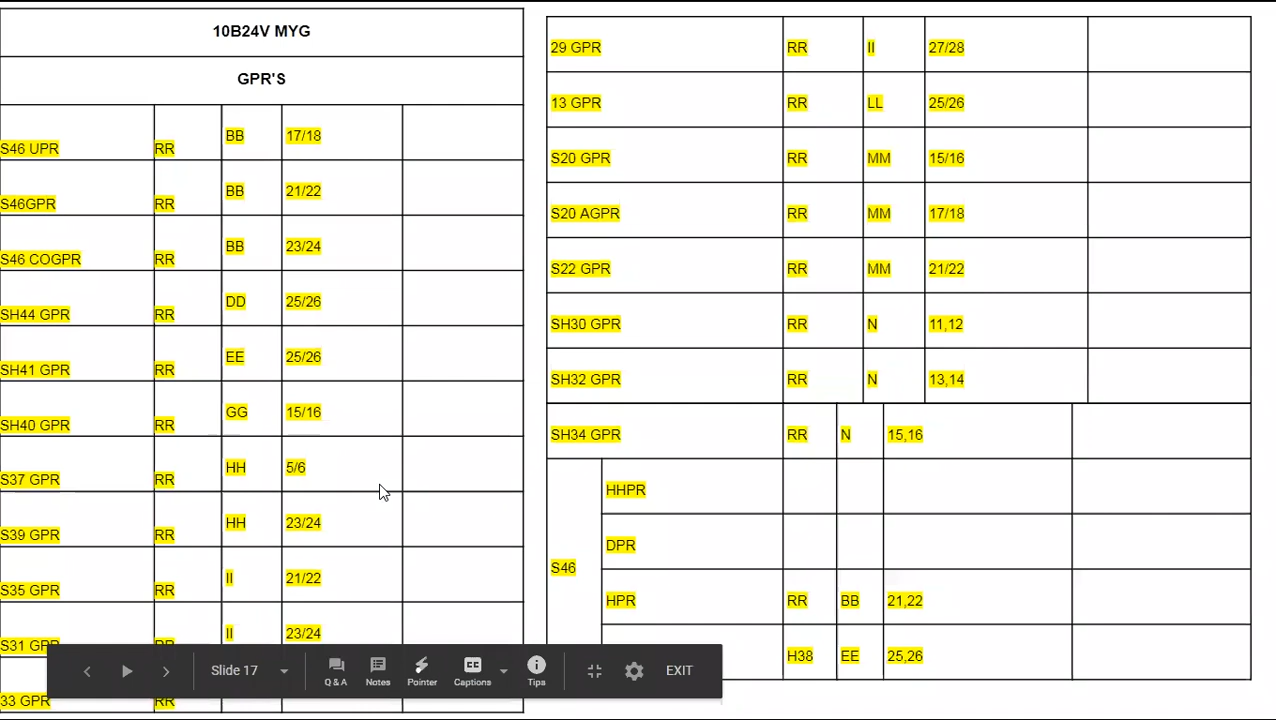 10B24V MYG
GPR'S
S46 UPR RR BB 17/18
S46GPR RR BB 21/22
S46 COGPR RR BB 23/24
SH44 GPR RR DD 25/26
SH41 GPR RR EE 25/26
SH40 GPR RR GG 15/16
S37 GPR RR HH 5/6
S39 GPR RR HH 23/24
S35 GPR RR II 21/22
S31 GPR RR II 23/24
33 GPR RR
29 GPR RR II 27/28
13 GPR RR LL 25/26
S20 GPR RR MM 15/16
S20 AGPR RR MM 17/18
S22 GPR RR MM 21/22
SH30 GPR RR N 11,12
SH32 GPR RR N 13,14
SH34 GPR RR N 15,16
S46
HHPR
DPR
HPR RR BB 21,22
H38 EE 25,26
Slide 17 Q & A Notes Pointer CC Captions Tips EXIT